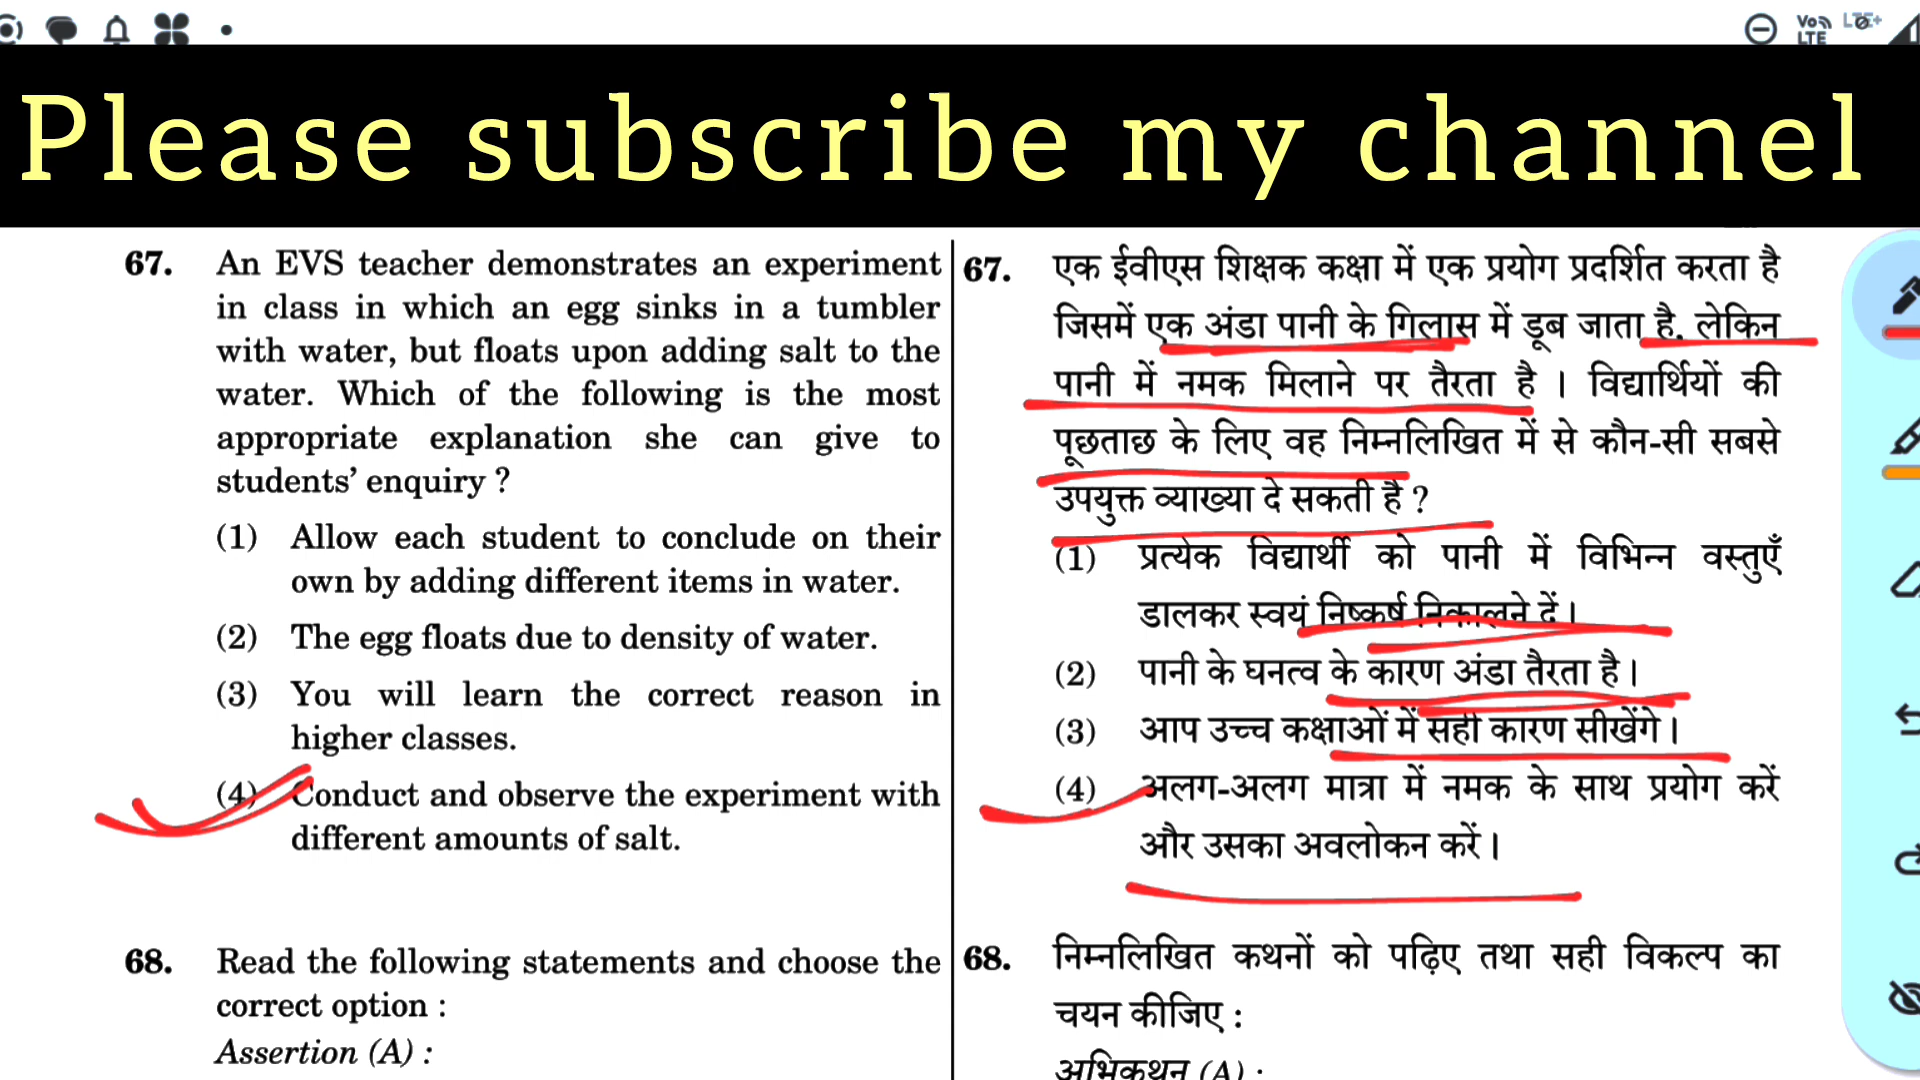 VoLTE LTE+
Please subscribe my channel
67. An EVS teacher demonstrates an experiment
in class in which an egg sinks in a tumbler
with water, but floats upon adding salt to the
water. Which of the following is the most
appropriate explanation she can give to
students’ enquiry ?
(1) Allow each student to conclude on their
own by adding different items in water.
(2) The egg floats due to density of water.
(3) You will learn the correct reason in
higher classes.
(4) Conduct and observe the experiment with
different amounts of salt.
68. Read the following statements and choose the
correct option :
Assertion (A) :
67. एक ईवीएस शिक्षक कक्षा में एक प्रयोग प्रदर्शित करता है
जिसमें एक अंडा पानी के गिलास में डूब जाता है, लेकिन
पानी में नमक मिलाने पर तैरता है । विद्यार्थियों की
पूछताछ के लिए वह निम्नलिखित में से कौन-सी सबसे
उपयुक्त व्याख्या दे सकती है ?
(1) प्रत्येक विद्यार्थी को पानी में विभिन्न वस्तुएँ
डालकर स्वयं निष्कर्ष निकालने दें ।
(2) पानी के घनत्व के कारण अंडा तैरता है ।
(3) आप उच्च कक्षाओं में सही कारण सीखेंगे ।
(4) अलग-अलग मात्रा में नमक के साथ प्रयोग करें
और उसका अवलोकन करें ।
68. निम्नलिखित कथनों को पढ़िए तथा सही विकल्प का
चयन कीजिए :
अभिकथन (A) :